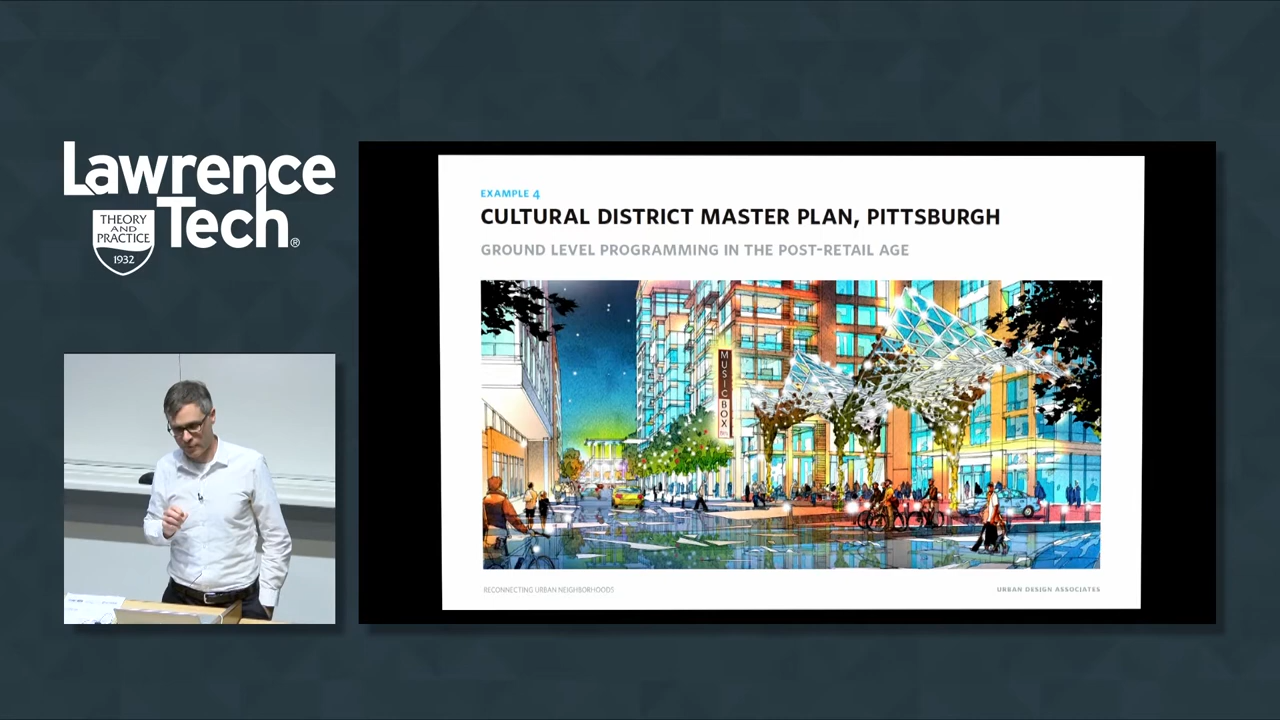 Lawrence
Tech®
THEORY
AND
PRACTICE
1932
EXAMPLE 4
CULTURAL DISTRICT MASTER PLAN, PITTSBURGH
GROUND LEVEL PROGRAMMING IN THE POST-RETAIL AGE
MUSIC BOX
RECONNECTING URBAN NEIGHBORHOODS
URBAN DESIGN ASSOCIATES